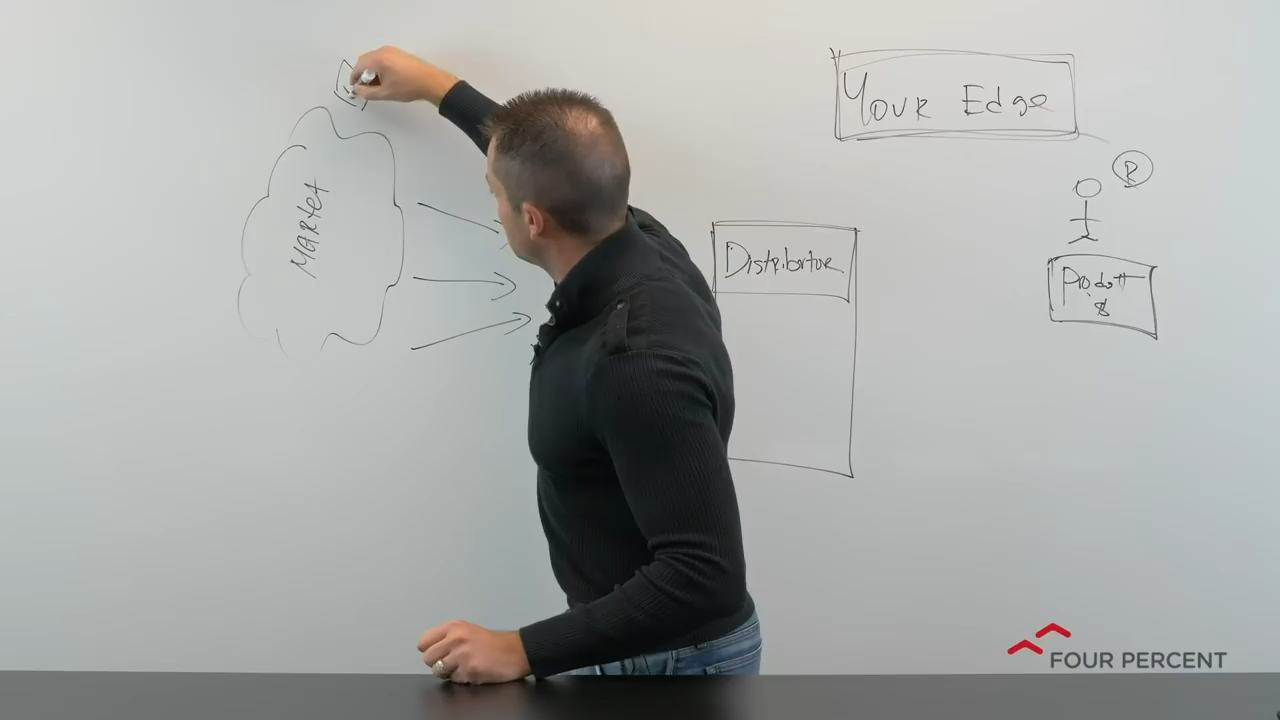 Your Edge
R
Market
Distributor
Product
$
FOUR PERCENT